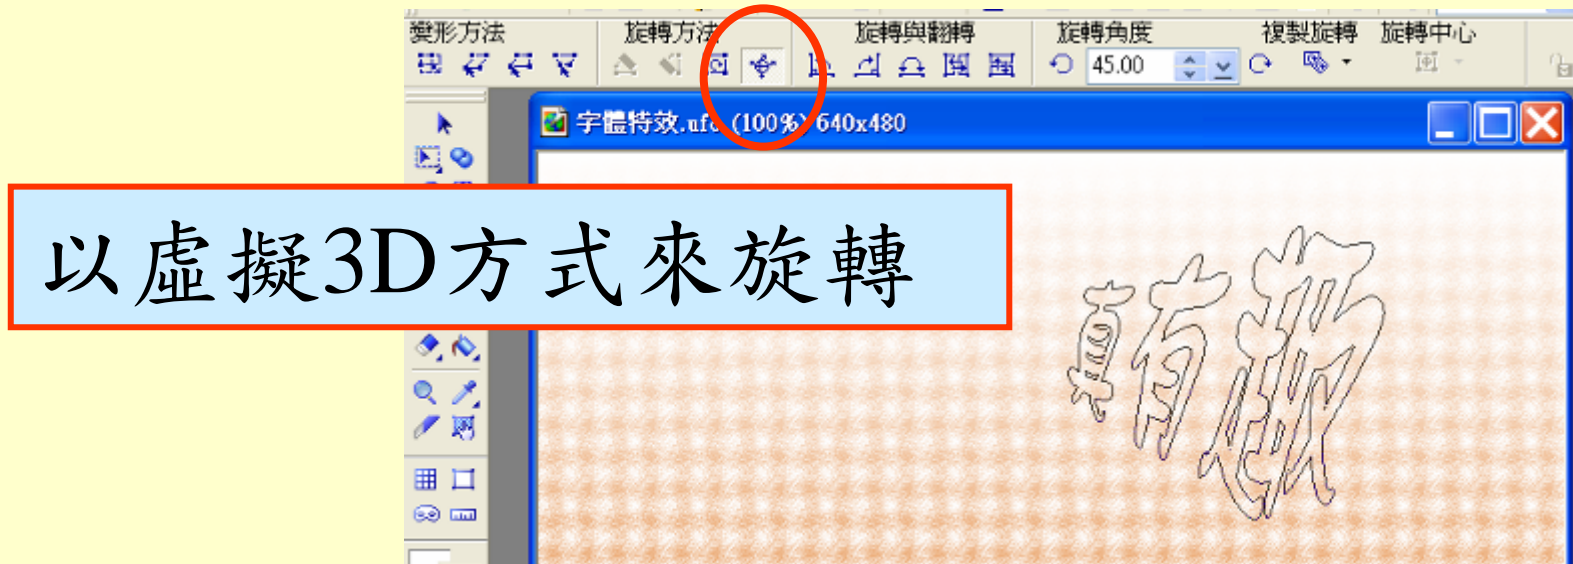 變形方法 旋轉方法 旋轉與翻轉 旋轉角度 複製旋轉 旋轉中心
45.00
字體特效.ufo (100%) 640x480
以虛擬3D方式來旋轉
真有趣